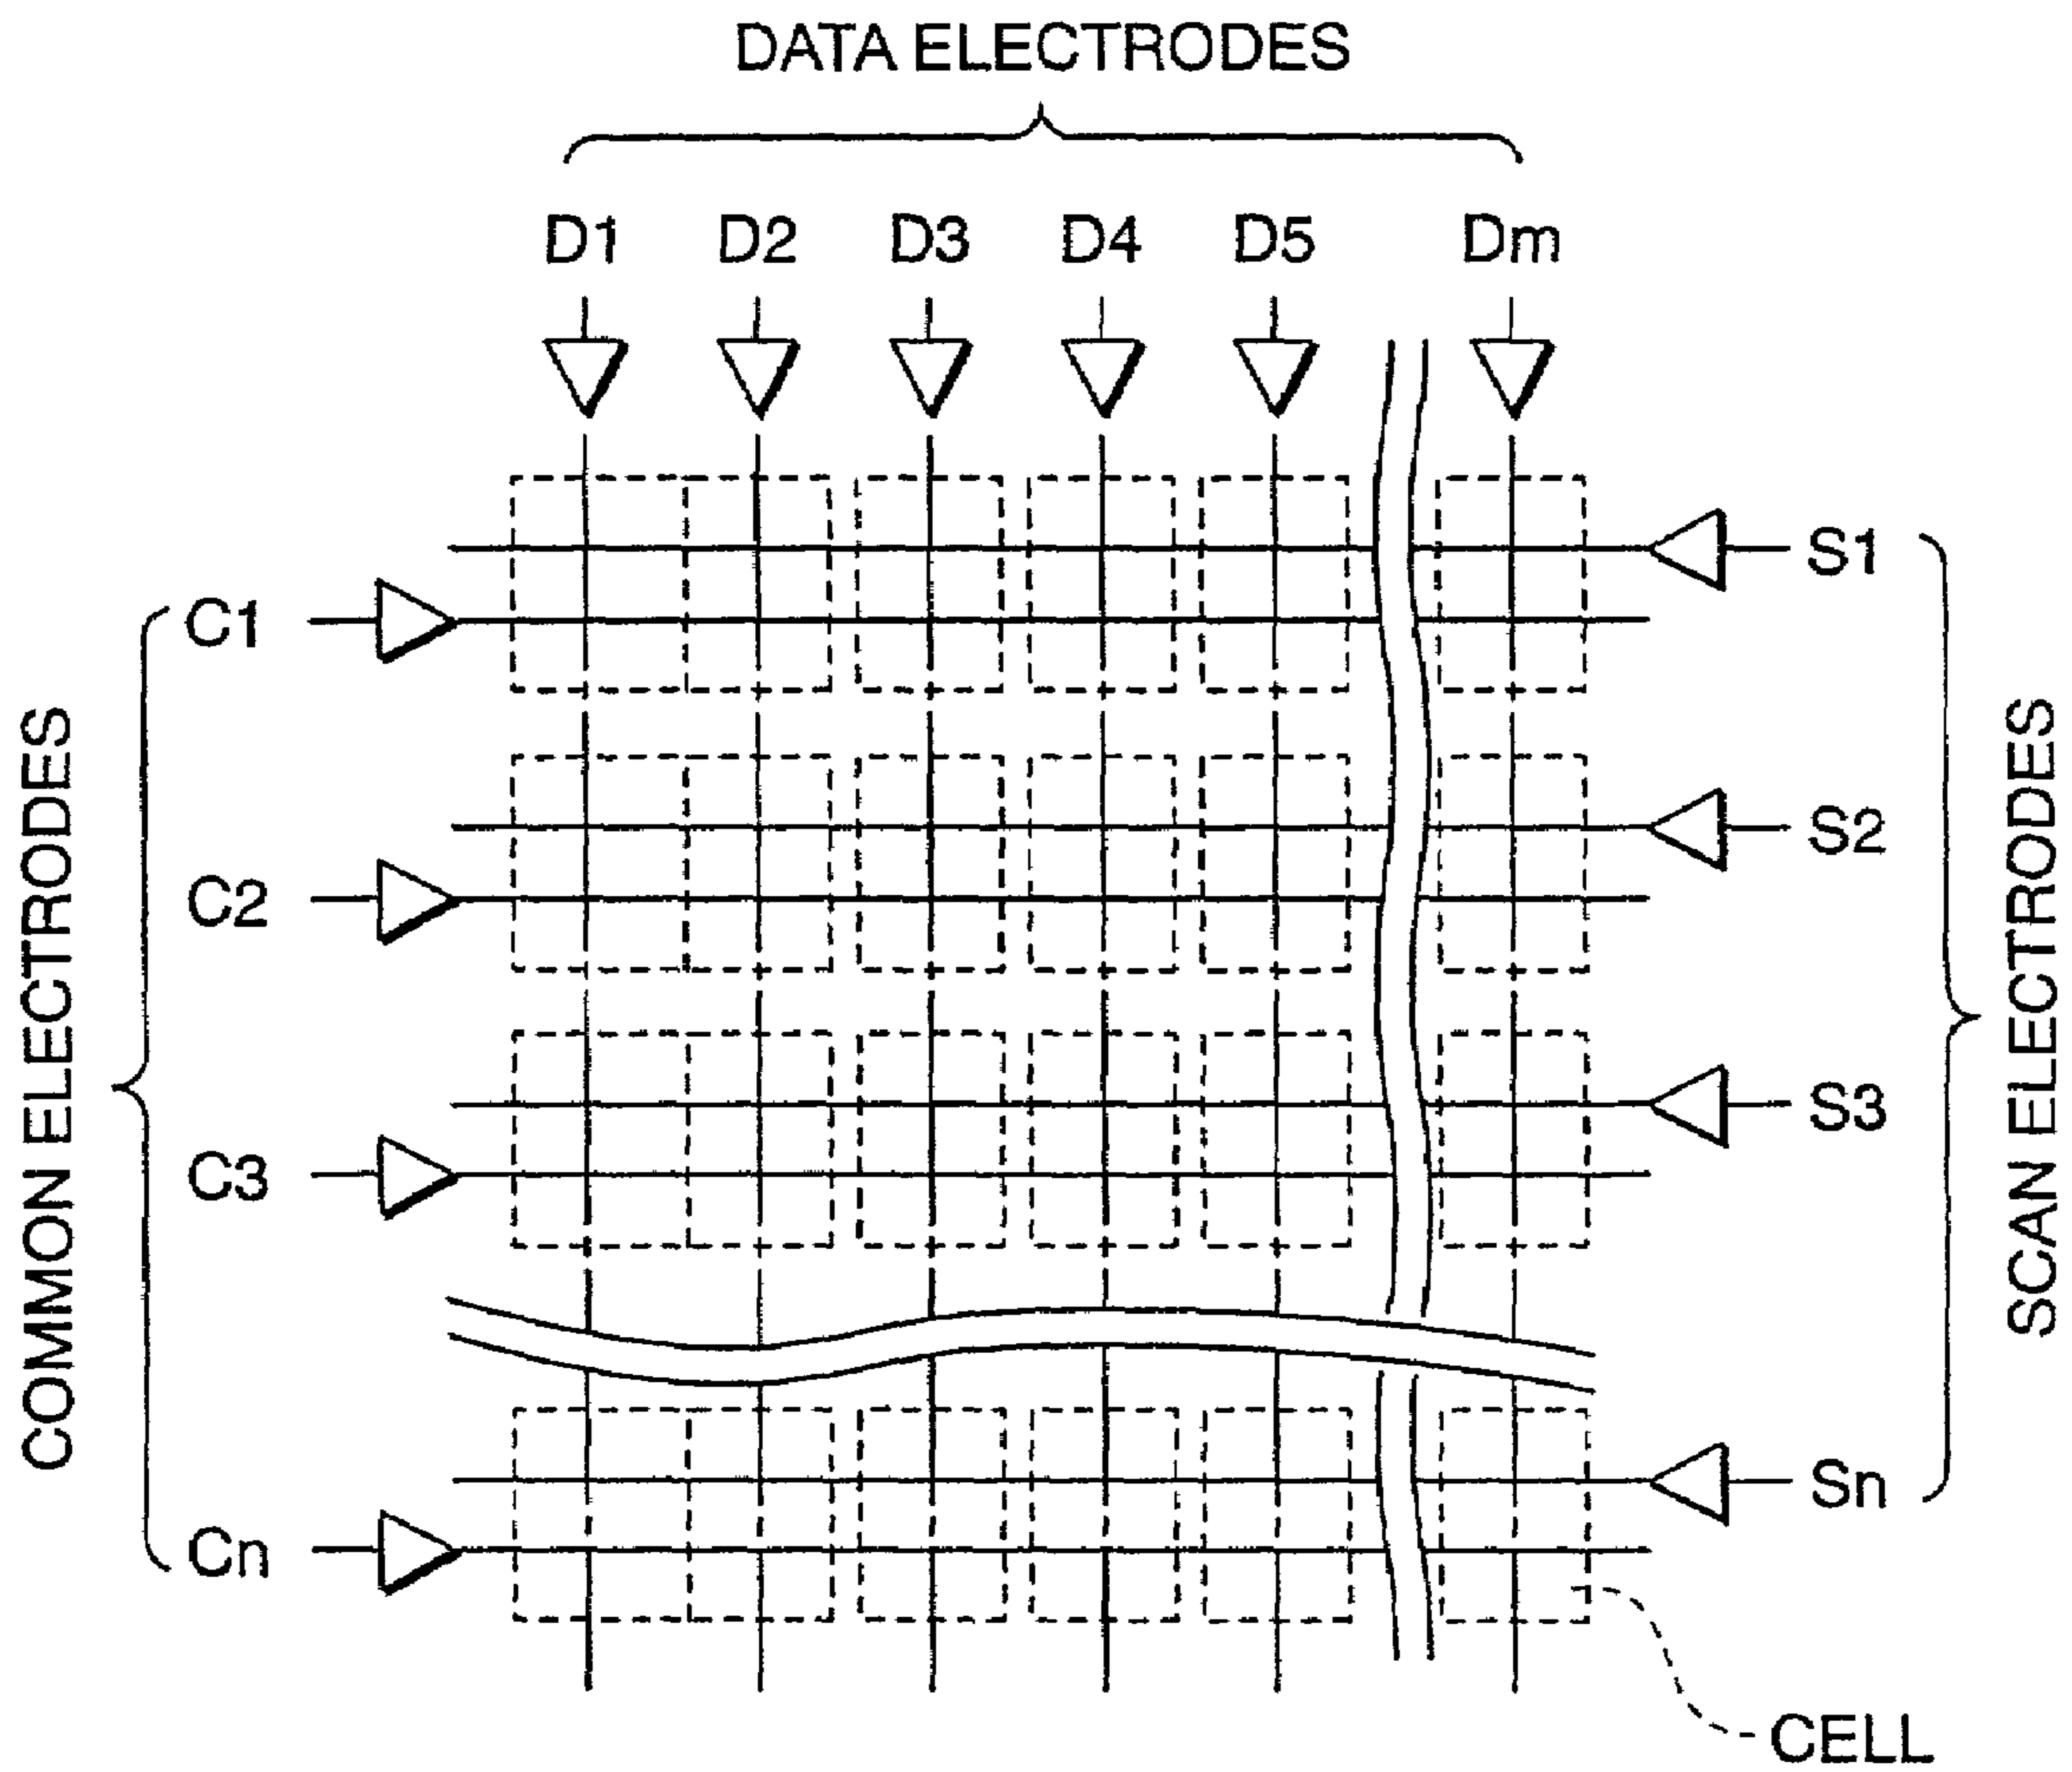 DATA ELECTRODES
D1 D2 D3 D4 D5 Dm
S1
C1
S2
C2
S3
C3
Sn
Cn
COMMON ELECTRODES
SCAN ELECTRODES
CELL